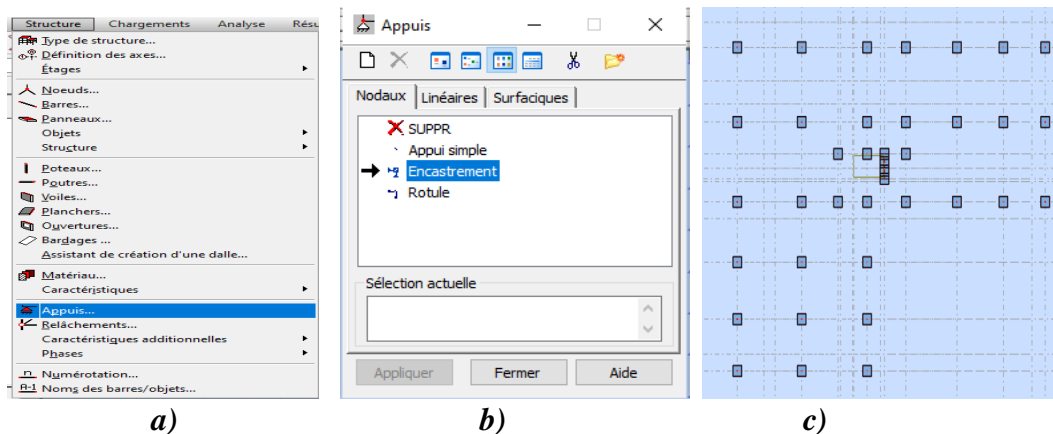 Structure Chargements Analyse Résu
Type de structure...
Définition des axes...
Étages
Noeuds...
Barres...
Panneaux...
Objets
Structure
Poteaux...
Poutres...
Voiles...
Planchers...
Ouvertures...
Bardages ...
Assistant de création d'une dalle...
Matériau...
Caractéristiques
Appuis...
Relâchements...
Caractéristiques additionnelles
Phases
Numérotation...
Noms des barres/objets...
a)
Appuis
Nodaux Linéaires Surfaciques
SUPPR
Appui simple
Encastrement
Rotule
Sélection actuelle
Appliquer Fermer Aide
b)
c)